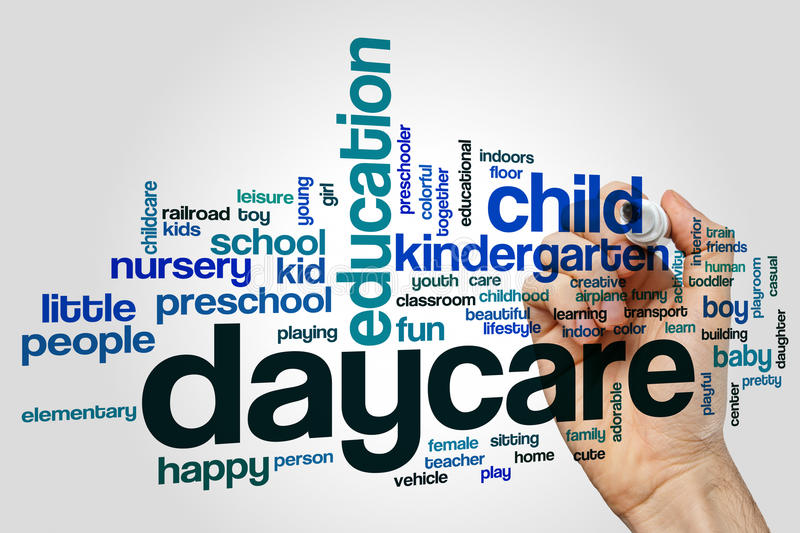 education
preschooler
colorful
together
educational
indoors
floor
child
childcare
railroad
kids
leisure
toy
young
girl
school
nursery
kid
kindergarten
activity
interior
train
friends
human
toddler
playroom
casual
little
people
preschool
youth
care
classroom
childhood
creative
airplane
funny
boy
beautiful
learning
transport
playing
fun
lifestyle
indoor
color
learn
building
daughter
daycare
baby
pretty
elementary
happy
person
female
sitting
teacher
home
vehicle
play
family
cute
adorable
playful
center
dreamstime